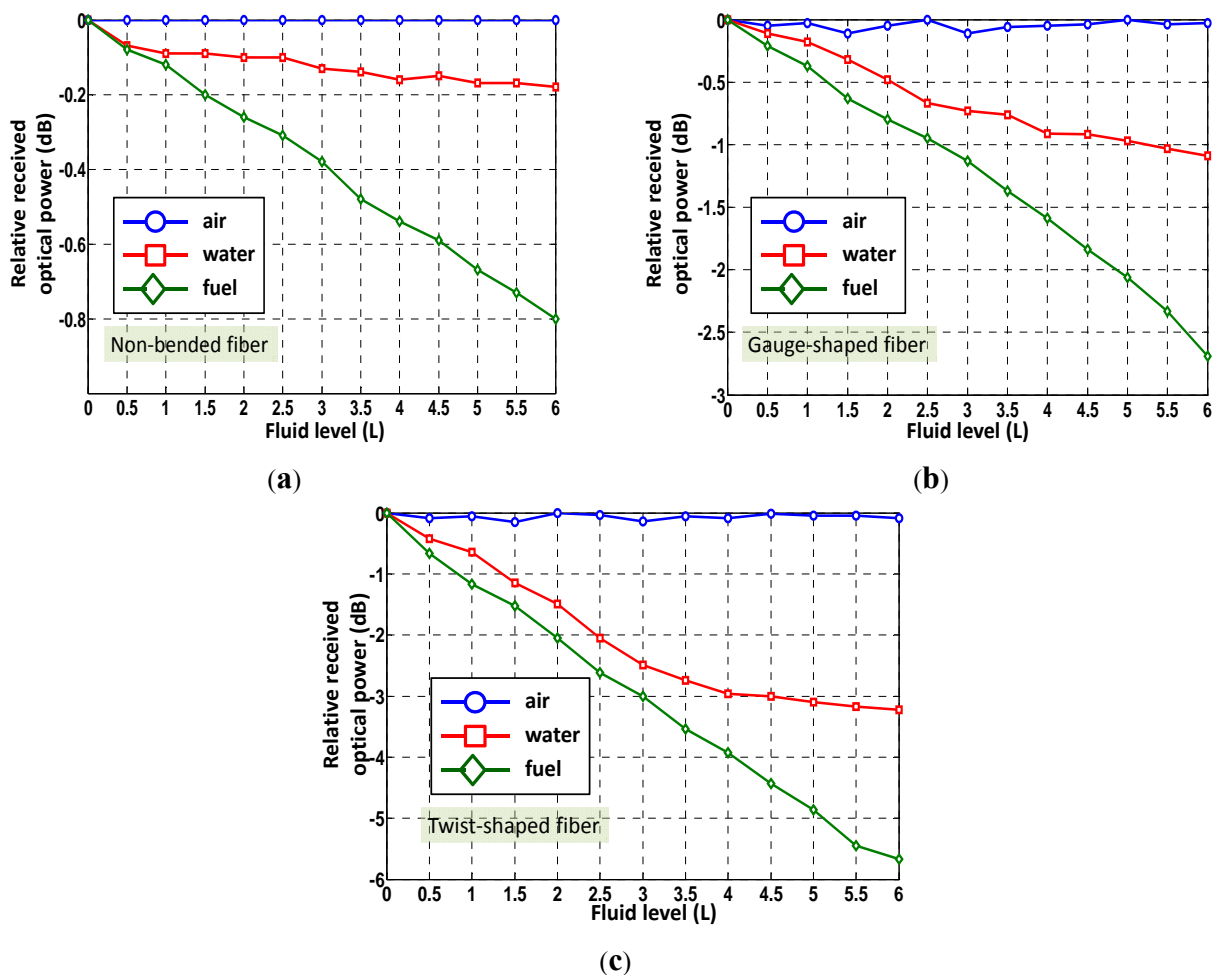 0
-0.2
-0.4
-0.6
-0.8
Relative received
optical power (dB)
air
water
fuel
Non-bended fiber
0 0.5 1 1.5 2 2.5 3 3.5 4 4.5 5 5.5 6
Fluid level (L)
(a)
0
-0.5
-1
-1.5
-2
-2.5
-3
Relative received
optical power (dB)
air
water
fuel
Gauge-shaped fiber
0 0.5 1 1.5 2 2.5 3 3.5 4 4.5 5 5.5 6
Fluid level (L)
(b)
0
-1
-2
-3
-4
-5
-6
Relative received
optical power (dB)
air
water
fuel
Twist-shaped fiber
0 0.5 1 1.5 2 2.5 3 3.5 4 4.5 5 5.5 6
Fluid level (L)
(c)